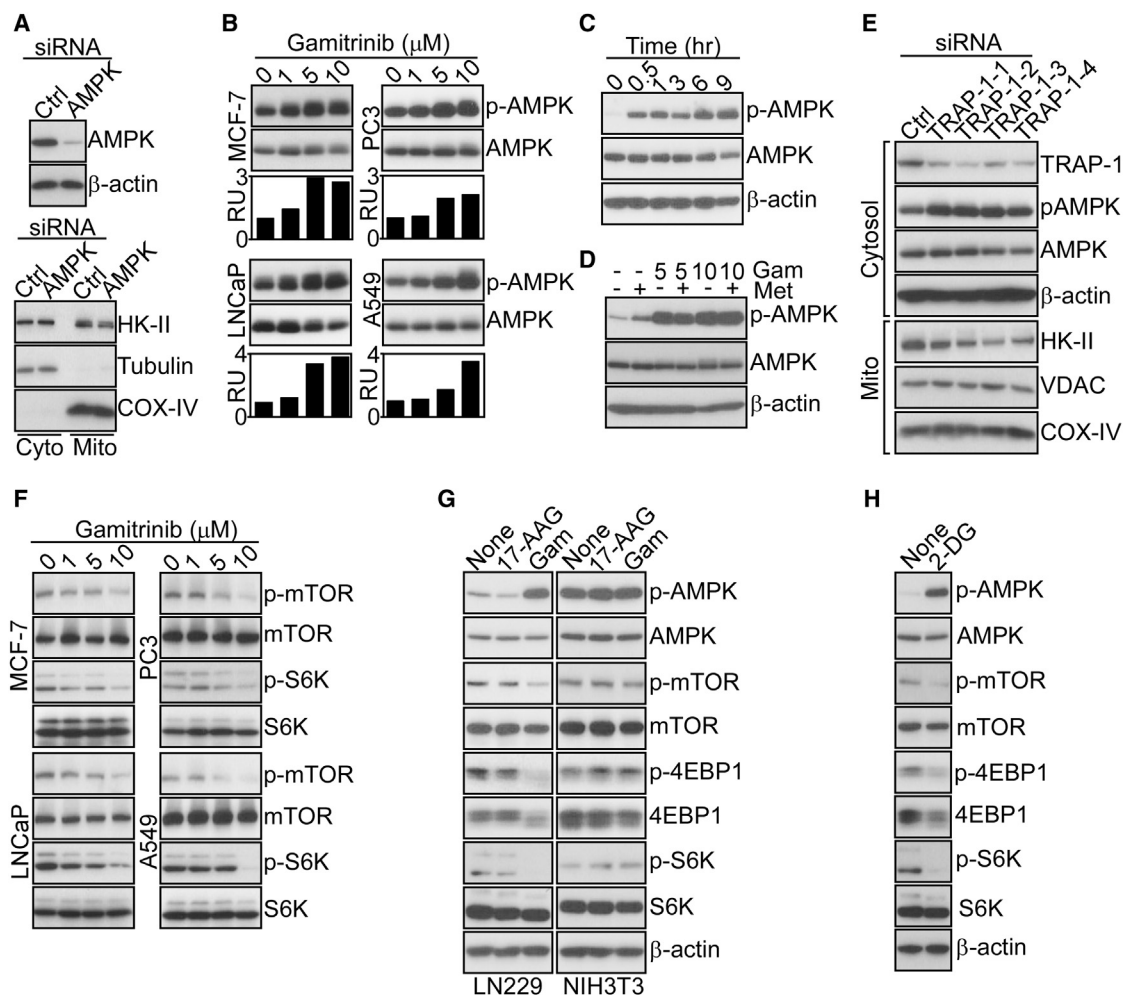 A
siRNA
Ctrl
AMPK
AMPK
β-actin
siRNA
Ctrl
AMPK
Ctrl
AMPK
HK-II
Tubulin
COX-IV
Cyto Mito
B
Gamitrinib (μM)
0 1 5 10 0 1 5 10
MCF-7
PC3
p-AMPK
AMPK
3
RU
0
3
RU
0
LNCaP
A549
p-AMPK
AMPK
4
RU
0
4
RU
0
C
Time (hr)
0 0.5 1 3 6 9
p-AMPK
AMPK
β-actin
D
- - 5 5 10 10 Gam
- + - + - + Met
p-AMPK
AMPK
β-actin
E
siRNA
Ctrl
TRAP-1-1
TRAP-1-2
TRAP-1-3
TRAP-1-4
Cytosol
TRAP-1
pAMPK
AMPK
β-actin
Mito
HK-II
VDAC
COX-IV
F
Gamitrinib (μM)
0 1 5 10 0 1 5 10
MCF-7
PC3
p-mTOR
mTOR
p-S6K
S6K
LNCaP
A549
p-mTOR
mTOR
p-S6K
S6K
G
None
17-AAG
Gam
None
17-AAG
Gam
p-AMPK
AMPK
p-mTOR
mTOR
p-4EBP1
4EBP1
p-S6K
S6K
β-actin
LN229 NIH3T3
H
None
2-DG
p-AMPK
AMPK
p-mTOR
mTOR
p-4EBP1
4EBP1
p-S6K
S6K
β-actin